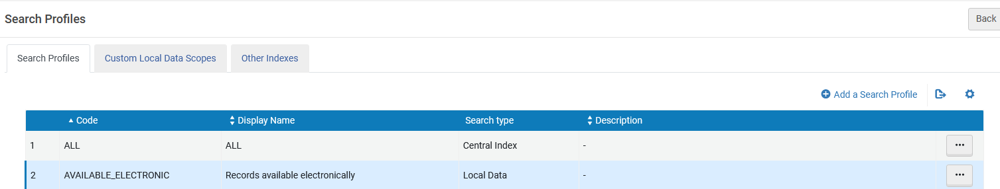 Search Profiles
Back
Search Profiles Custom Local Data Scopes Other Indexes
Add a Search Profile
Code Display Name Search type Description
1 ALL ALL Central Index -
2 AVAILABLE_ELECTRONIC Records available electronically Local Data -